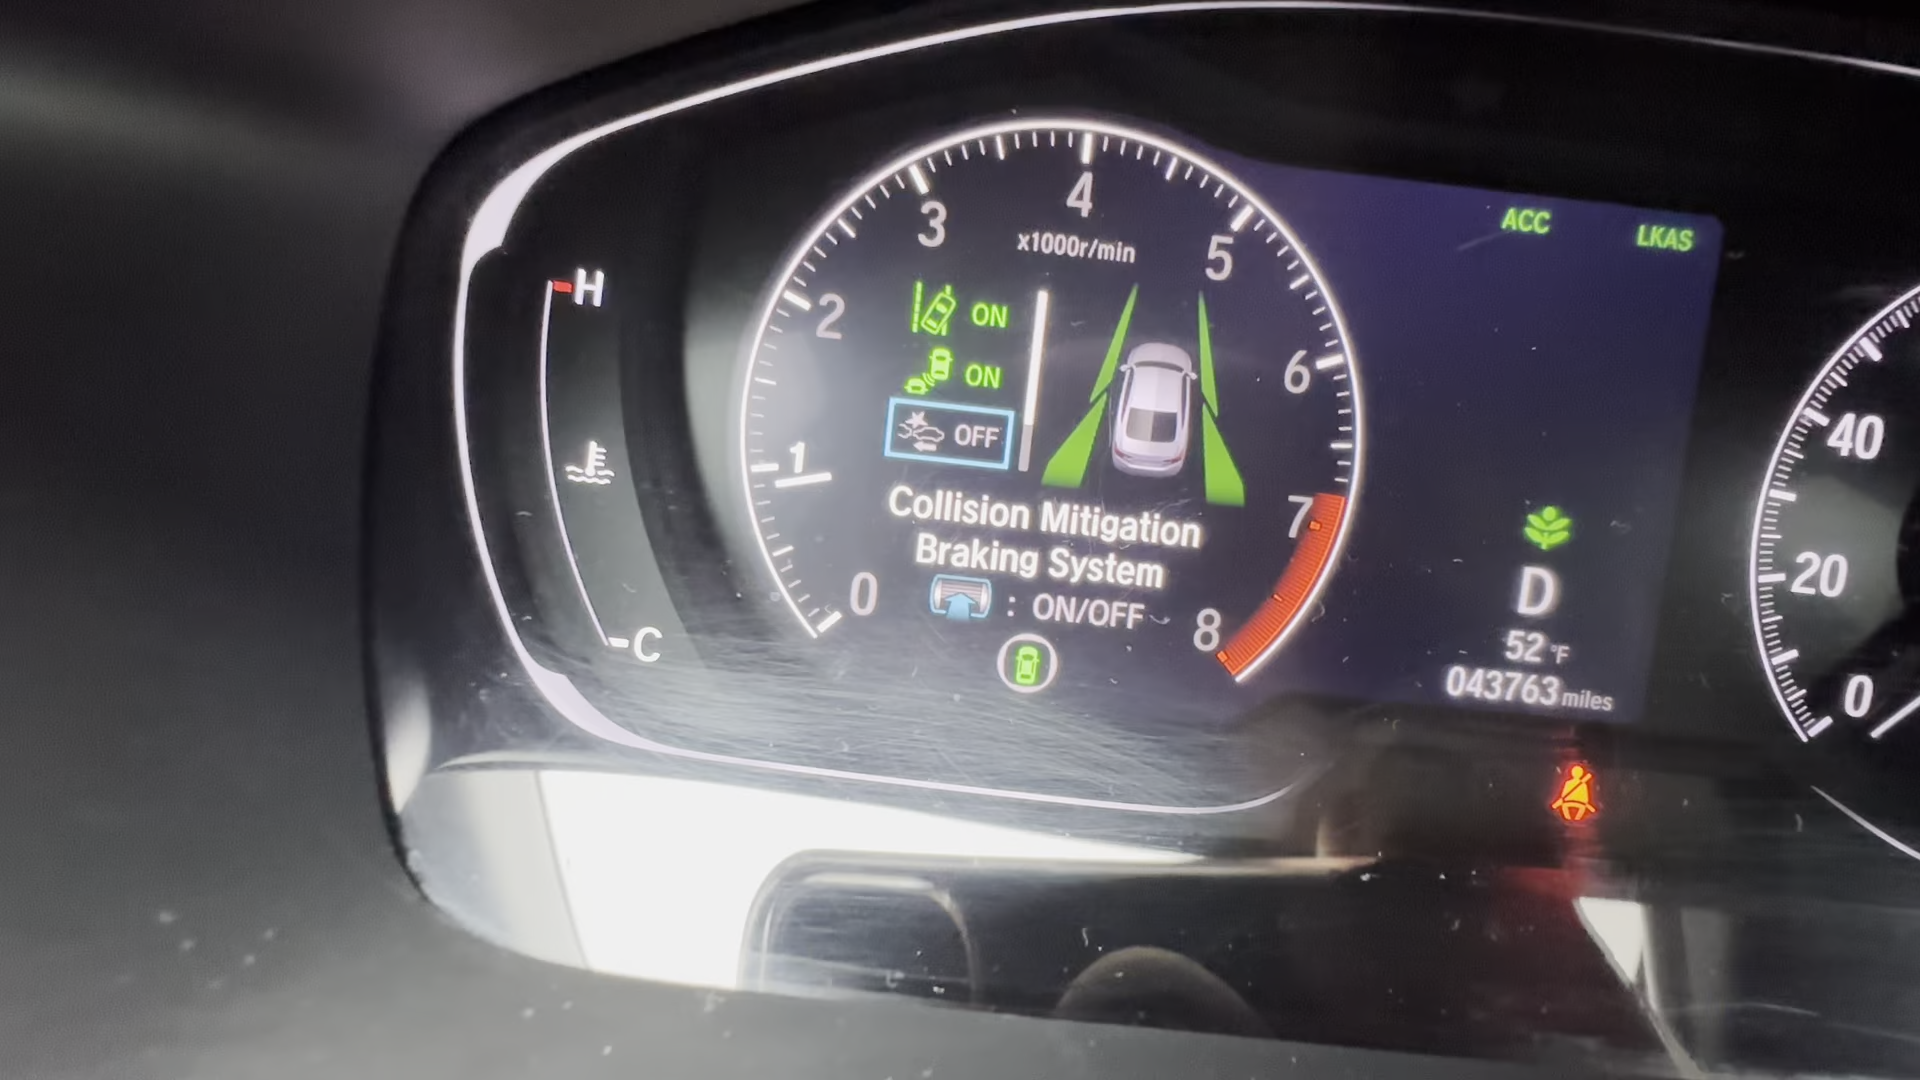 H
C
0
1
2
3
4
5
6
7
8
x1000r/min
ON
ON
OFF
Collision Mitigation
Braking System
: ON/OFF
ACC
LKAS
D
52 °F
043763 miles
40
20
0